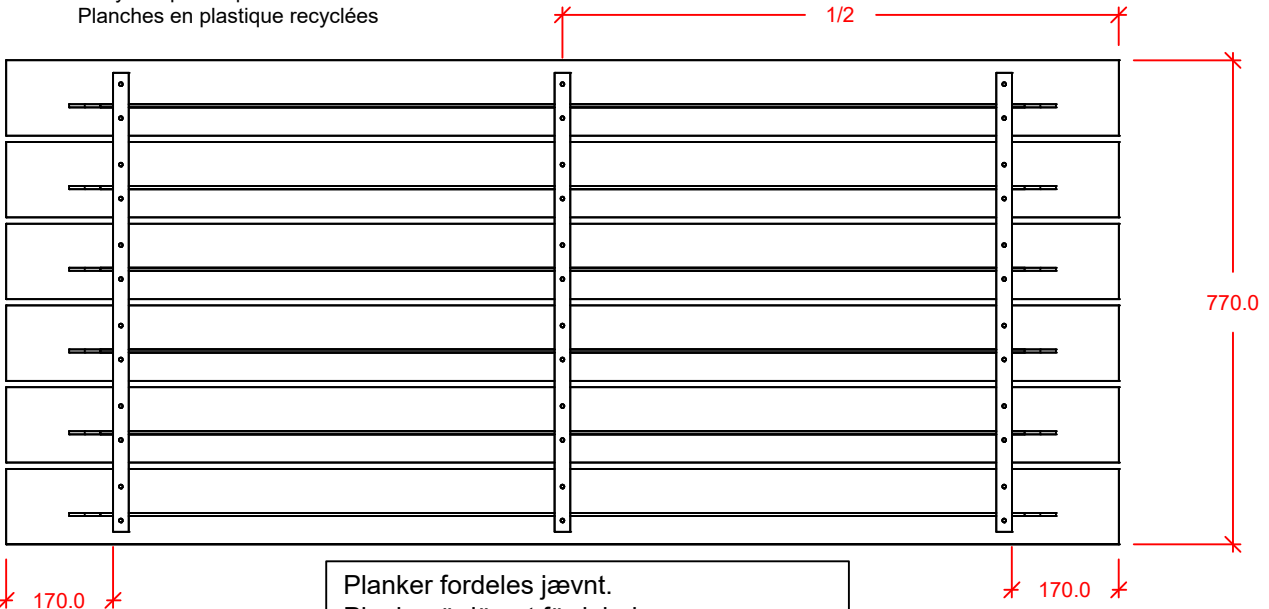 Planches en plastique recyclées
1/2
770.0
Planker fordeles jævnt.
170.0
170.0